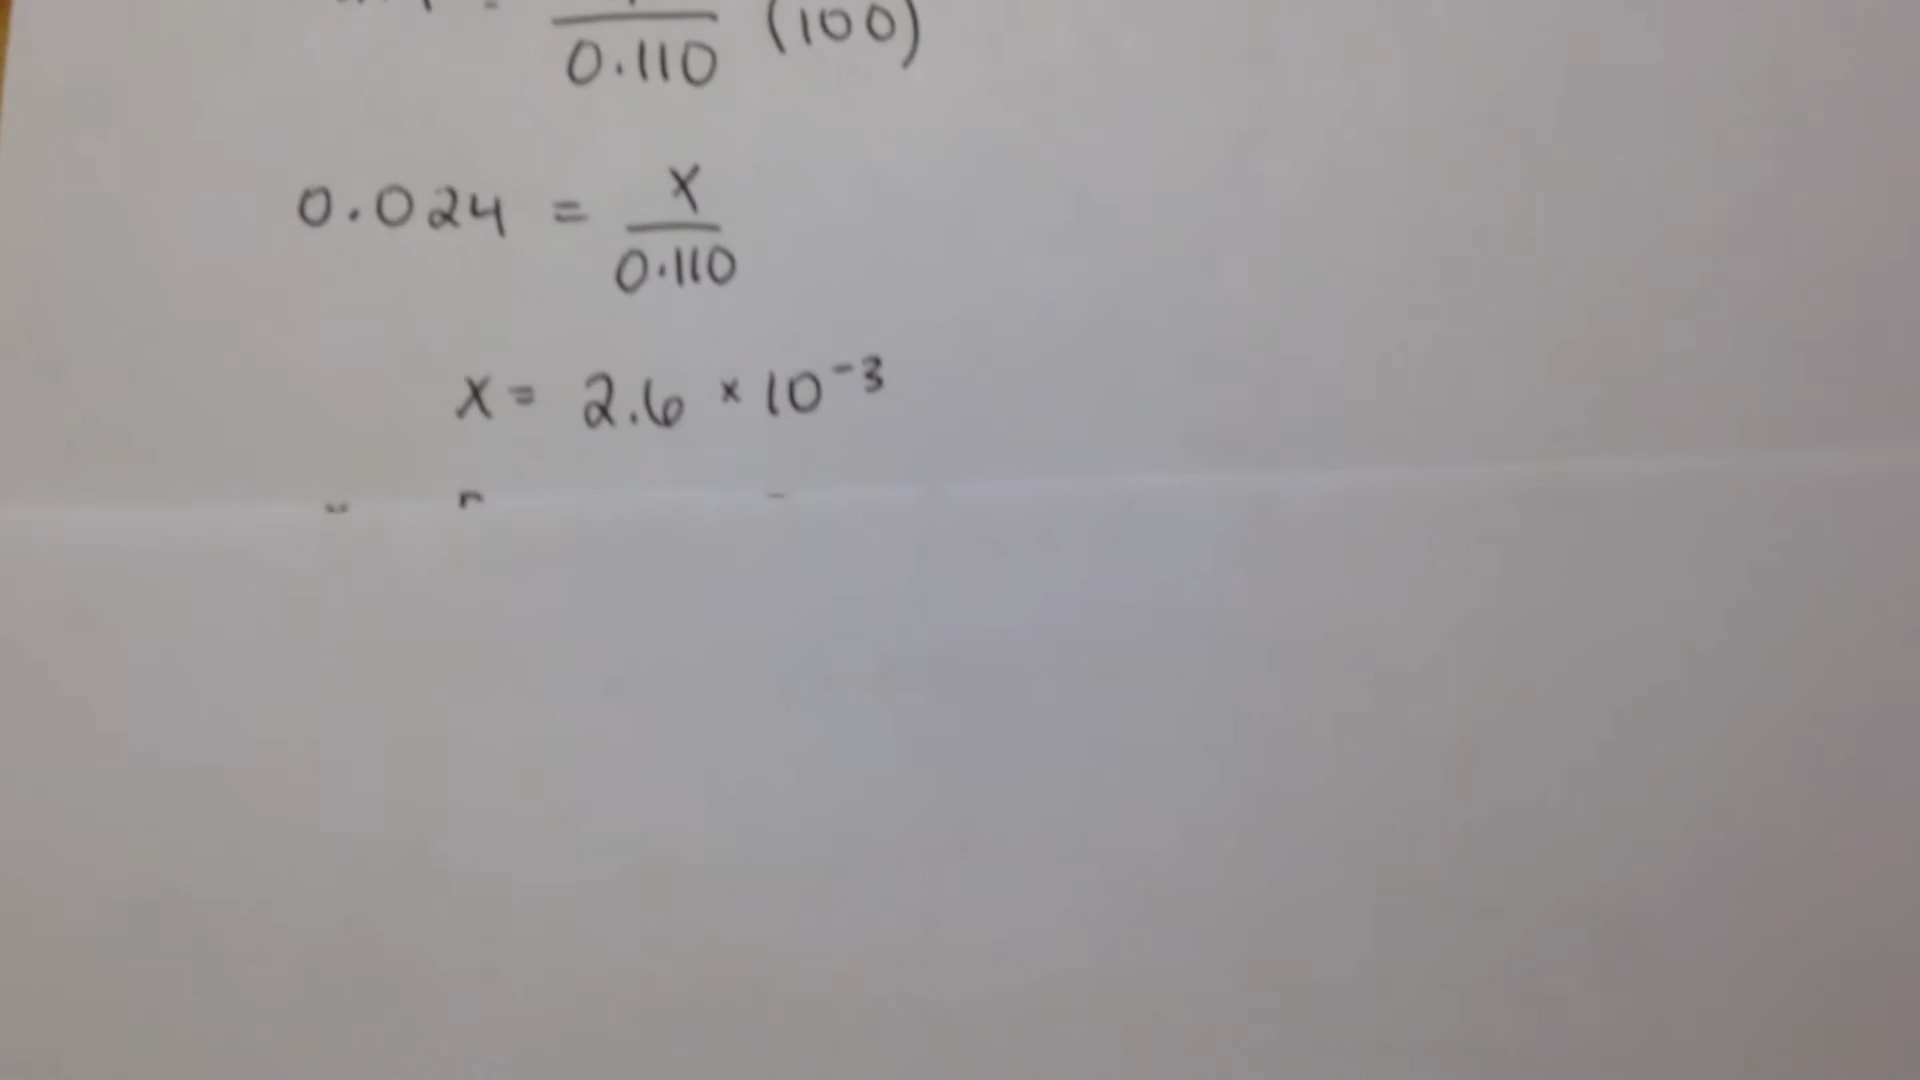 0.110 (100)
0.024 = x
0.110
x = 2.6 × 10⁻³